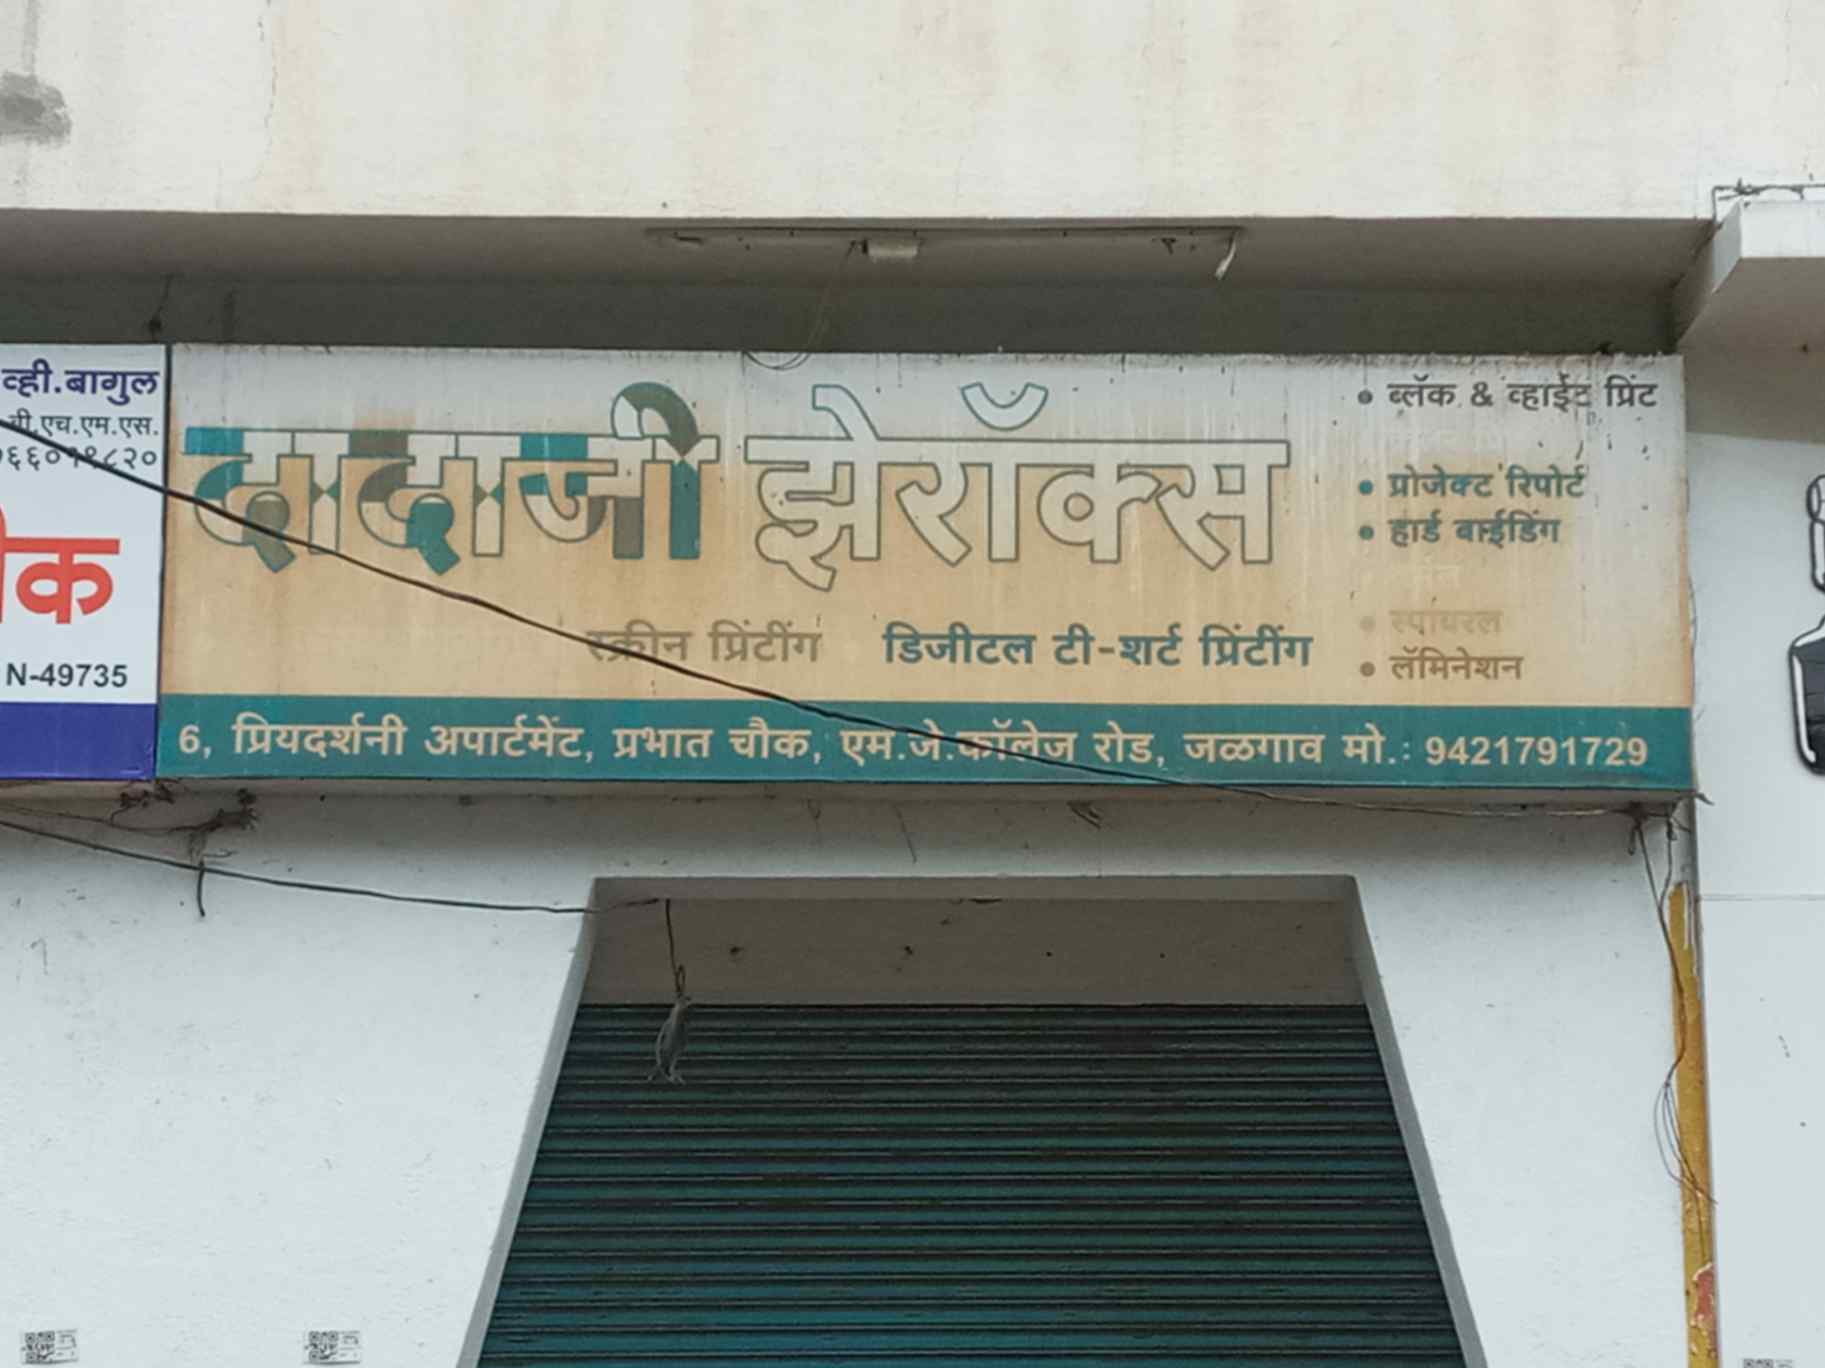 व्ही.बागुल
बी.एच.एम.एस.
N-49735
दादाजी झेरॉक्स
स्क्रीन प्रिंटींग डिजीटल टी-शर्ट प्रिंटींग
• ब्लॅक & व्हाईट प्रिंट
• प्रोजेक्ट रिपोर्ट
• हार्ड बाईडिंग
• स्पायरल
• लॅमिनेशन
6, प्रियदर्शनी अपार्टमेंट, प्रभात चौक, एम.जे.कॉलेज रोड, जळगाव मो.: 9421791729